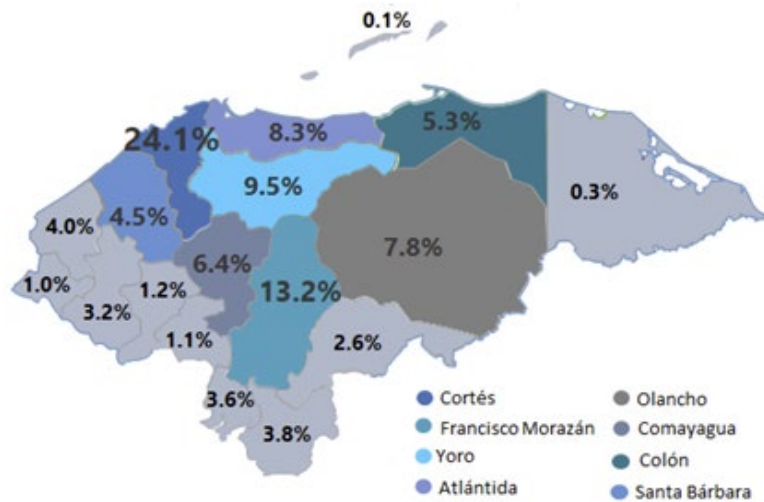 0.1%
24.1%
8.3%
5.3%
9.5%
0.3%
4.0%
4.5%
7.8%
6.4%
1.0%
1.2%
13.2%
3.2%
1.1%
2.6%
3.6%
3.8%
Cortés
Francisco Morazán
Yoro
Atlántida
Olancho
Comayagua
Colón
Santa Bárbara